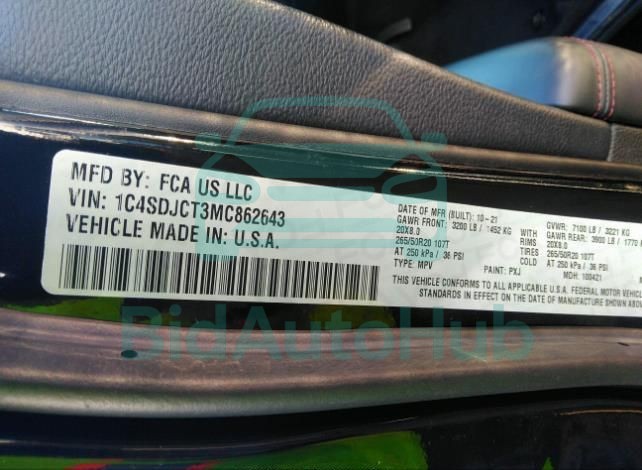 MFD BY: FCA US LLC
VIN: 1C4SDJCT3MC862643
VEHICLE MADE IN: U.S.A.
DATE OF MFR (BUILT): 10-21 GVWR: 7100 LB / 3221 KG
GAWR FRONT: 3200 LB / 1452 KG WITH GAWR REAR: 3900 LB / 1770
20X8.0 RIMS 20X8.0
265/50R20 107T TIRES 265/50R20 107T
AT 250 kPa / 36 PSI COLD AT 250 kPa / 36 PSI
TYPE: MPV PAINT: PXJ MDH: 100421
THIS VEHICLE CONFORMS TO ALL APPLICABLE U.S.A. FEDERAL MOTOR VEHICLE
STANDARDS IN EFFECT ON THE DATE OF MANUFACTURE SHOWN ABOVE
BidAutoHub